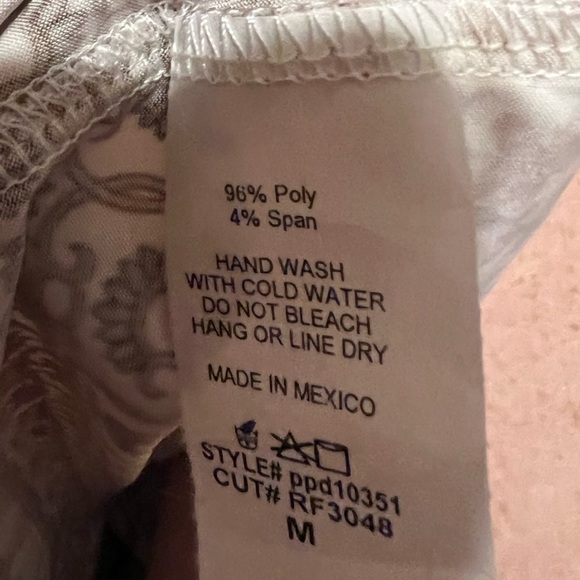 96% Poly
4% Span
HAND WASH
WITH COLD WATER
DO NOT BLEACH
HANG OR LINE DRY
MADE IN MEXICO
STYLE# ppd10351
CUT# RF3048
M